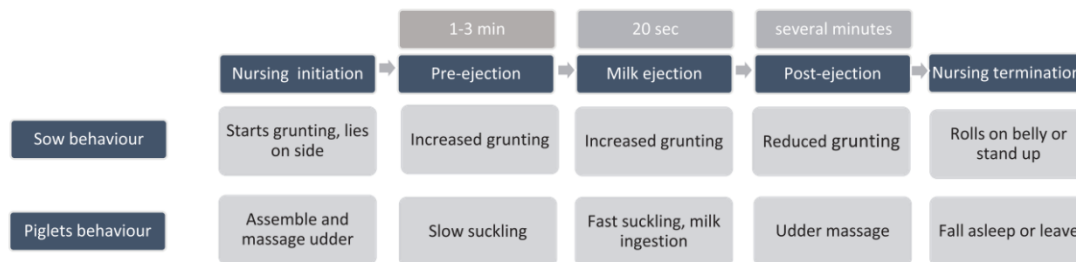 1-3 min
20 sec
several minutes
Nursing initiation
Pre-ejection
Milk ejection
Post-ejection
Nursing termination
Sow behaviour
Starts grunting, lies
on side
Increased grunting
Increased grunting
Reduced grunting
Rolls on belly or
stand up
Piglets behaviour
Assemble and
massage udder
Slow suckling
Fast suckling, milk
ingestion
Udder massage
Fall asleep or leave